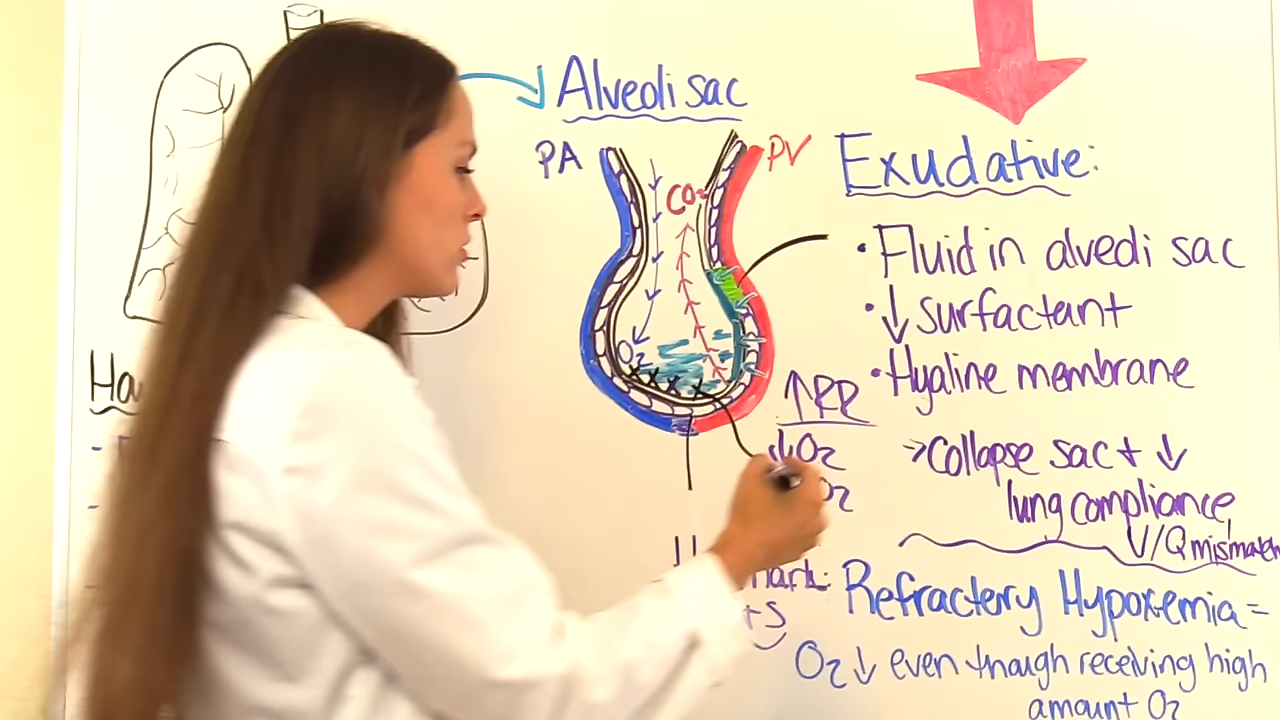 Alveoli sac
PA
PV
CO₂
O₂
Exudative:
• Fluid in alveoli sac
• ↓ surfactant
• Hyaline membrane
→ Collapse sac + ↓
lung compliance,
V/Q mismatch
↑RR
↓O₂
Refractory Hypoxemia =
O₂ ↓ even though receiving high
amount O₂